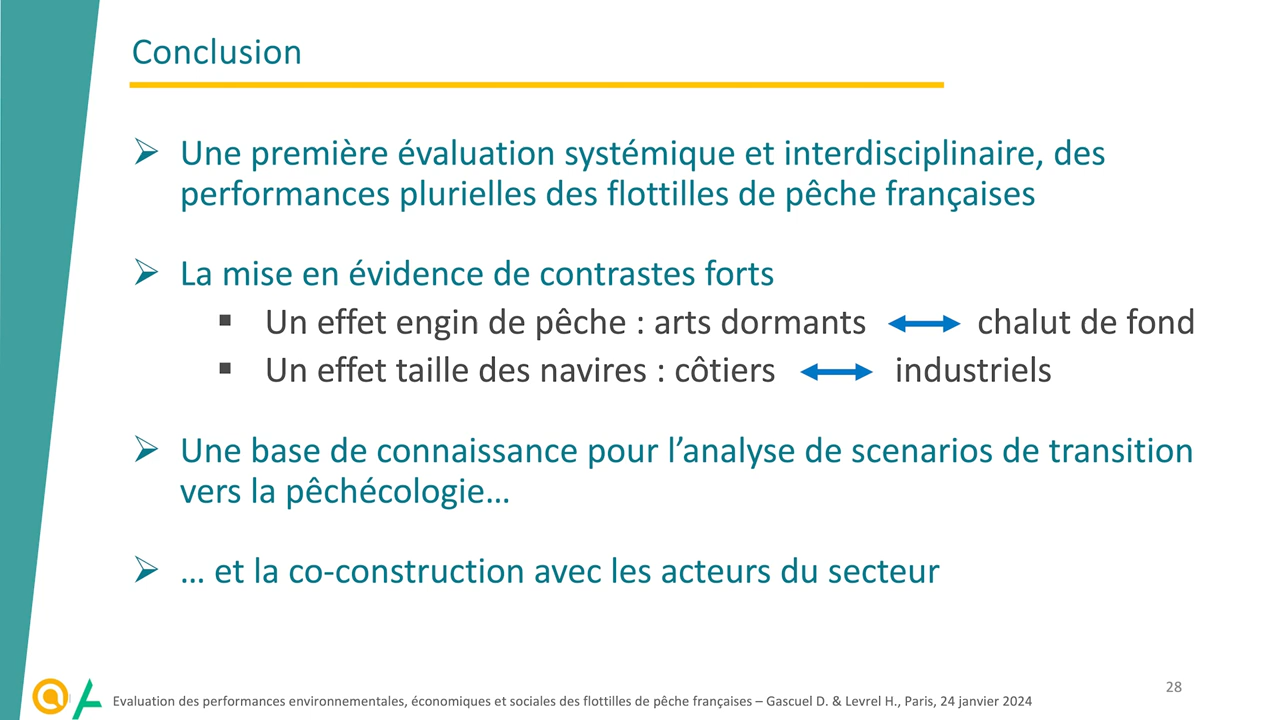 Conclusion
Une première évaluation systémique et interdisciplinaire, des
performances plurielles des flottilles de pêche françaises
La mise en évidence de contrastes forts
Un effet engin de pêche : arts dormants chalut de fond
Un effet taille des navires : côtiers industriels
Une base de connaissance pour l’analyse de scenarios de transition
vers la pêchécologie…
… et la co-construction avec les acteurs du secteur
Evaluation des performances environnementales, économiques et sociales des flottilles de pêche françaises – Gascuel D. & Levrel H., Paris, 24 janvier 2024
28